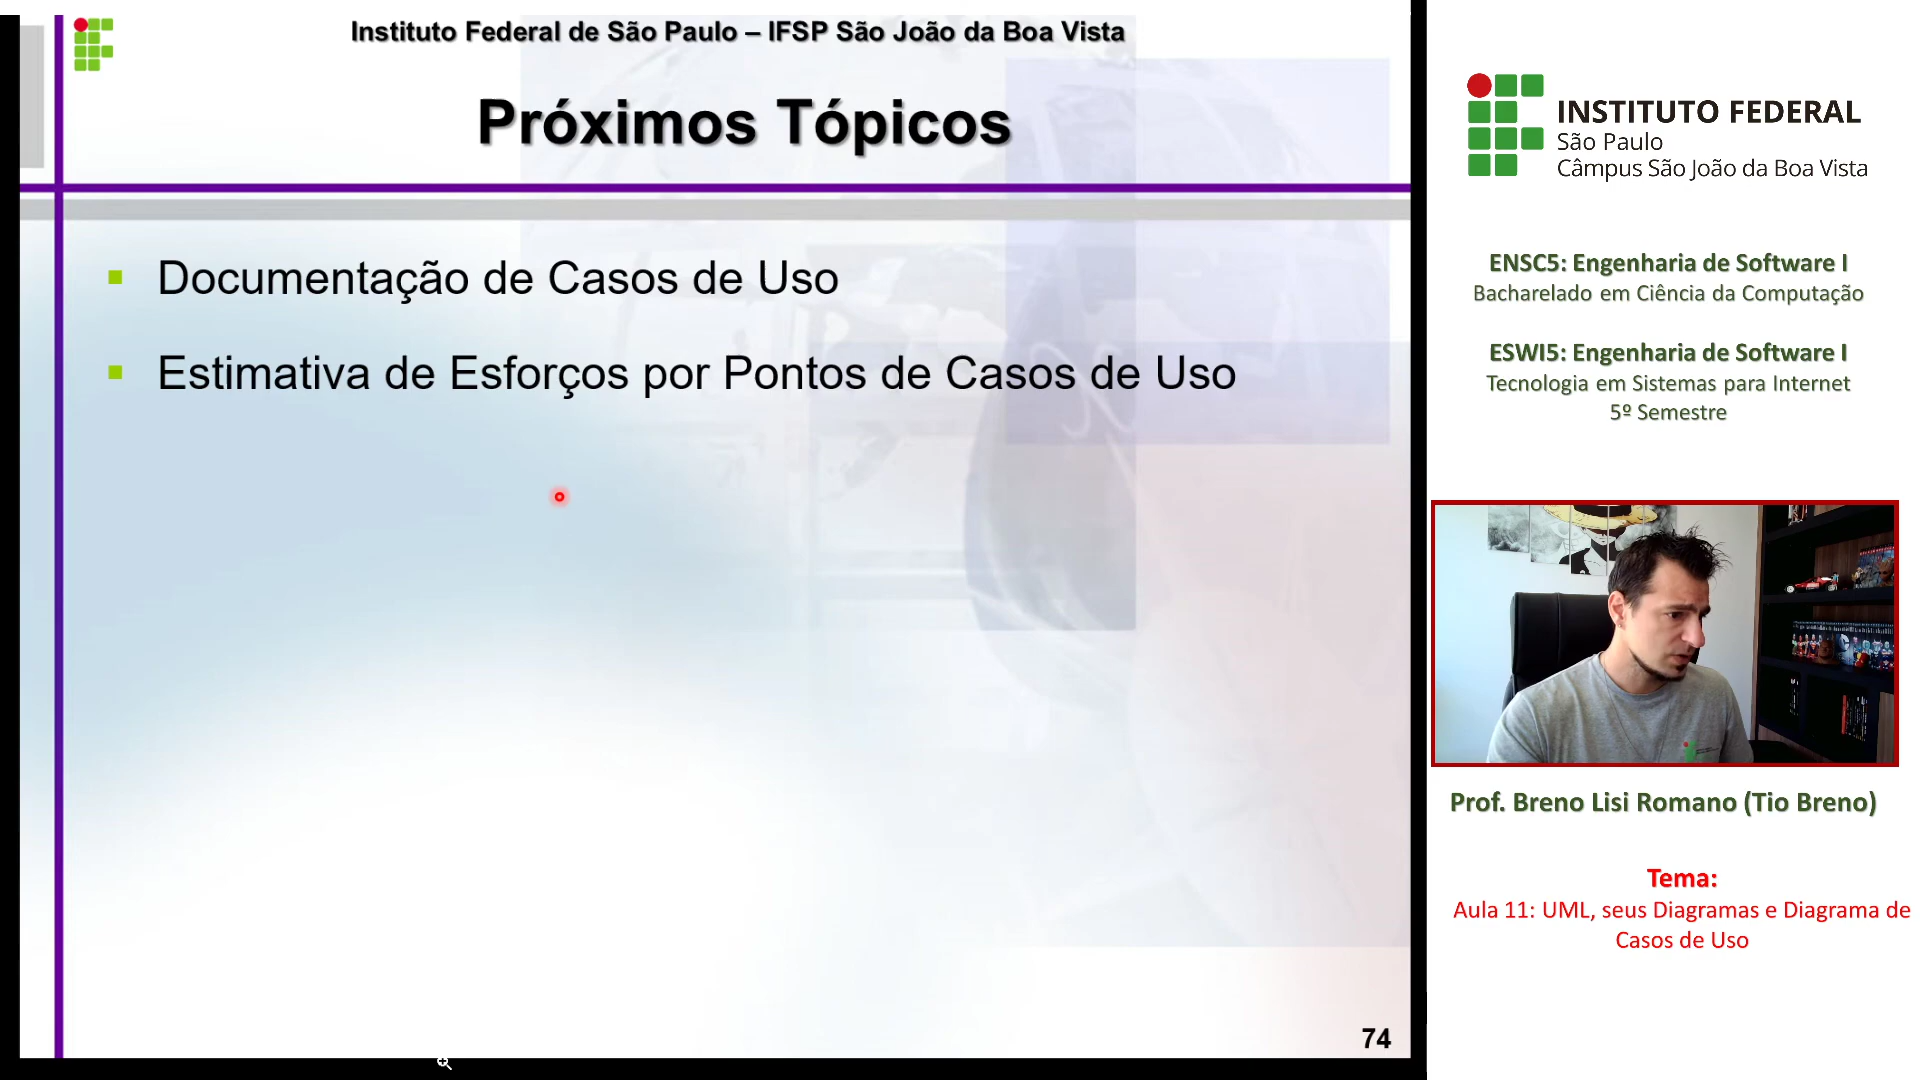 Instituto Federal de São Paulo – IFSP São João da Boa Vista
Próximos Tópicos
Documentação de Casos de Uso
Estimativa de Esforços por Pontos de Casos de Uso
74
INSTITUTO FEDERAL
São Paulo
Câmpus São João da Boa Vista
ENSC5: Engenharia de Software I
Bacharelado em Ciência da Computação
ESWI5: Engenharia de Software I
Tecnologia em Sistemas para Internet
5º Semestre
Prof. Breno Lisi Romano (Tio Breno)
Tema:
Aula 11: UML, seus Diagramas e Diagrama de
Casos de Uso